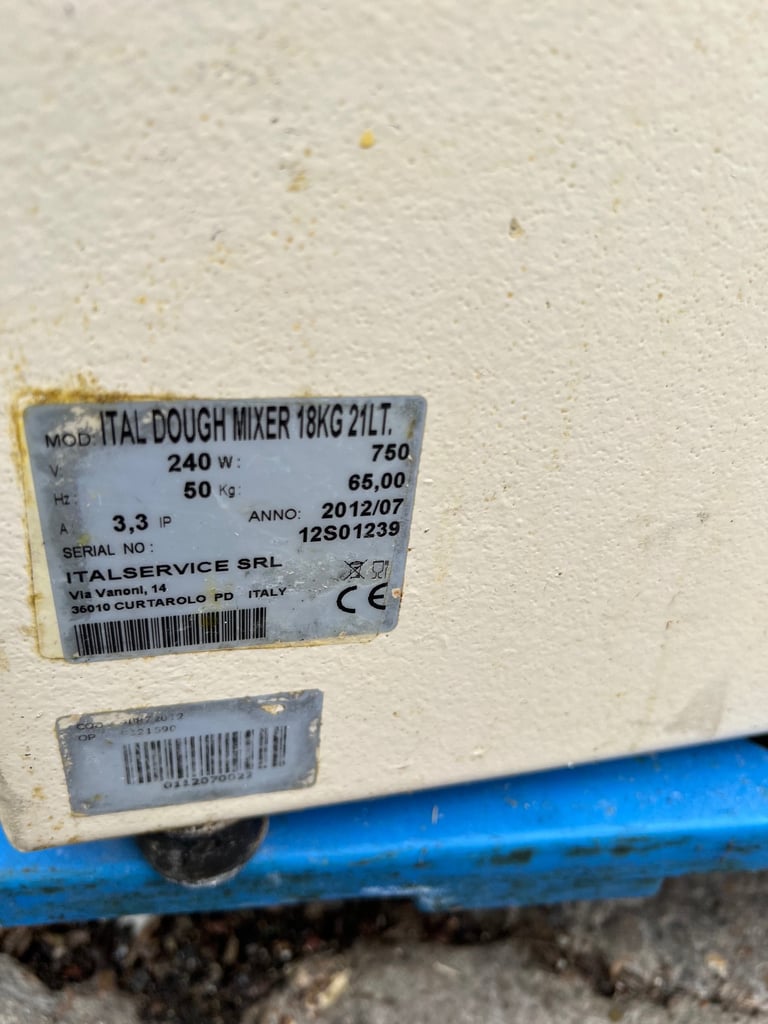 MOD: ITAL DOUGH MIXER 18KG 21LT.
V: 240 W: 750
Hz: 50 Kg: 65,00
A: 3,3 IP ANNO: 2012/07
SERIAL NO: 12S01239
ITALSERVICE SRL
Via Vanoni, 14
36010 CURTAROLO PD ITALY
CE
OP